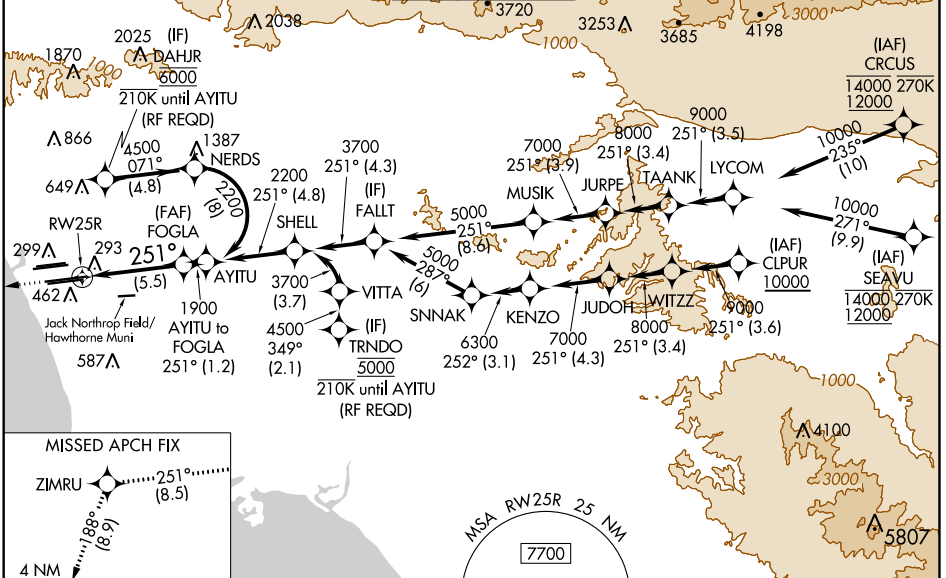 3720
2038
3253
3685
4198
3000
1000
2025
(IF)
DAHJR
6000
210K until AYITU
(RF REQD)
1870
1000
866
4500
071°
(4.8)
649
1387
NERDS
2200
(8)
(IAF)
CRCUS
14000 270K
12000
10000
235°
(10)
9000
251° (3.5)
8000
251° (3.4)
7000
251° (3.9)
LYCOM
TAANK
JURPE
MUSIK
3700
251° (4.3)
2200
251° (4.8)
(IF)
FALLT
SHELL
5000
251°
(8.6)
10000
271°
(9.9)
(IAF)
SEAVU
14000 270K
12000
(FAF)
FOGLA
251°
(5.5)
AYITU
RW25R
299
293
462
Jack Northrop Field/
Hawthorne Muni
587
1900
AYITU to
FOGLA
251° (1.2)
3700
(3.7)
VITTA
4500
349°
(2.1)
(IF)
TRNDO
5000
210K until AYITU
(RF REQD)
5000
287°
(6)
SNNAK
KENZO
JUDOH
WITZZ
(IAF)
CLPUR
10000
6300
252° (3.1)
7000
251° (4.3)
8000
251° (3.4)
9000
251° (3.6)
1000
4100
3000
5807
MISSED APCH FIX
ZIMRU
251°
(8.5)
188°
(8.9)
4 NM
MSA RW25R 25 NM
7700